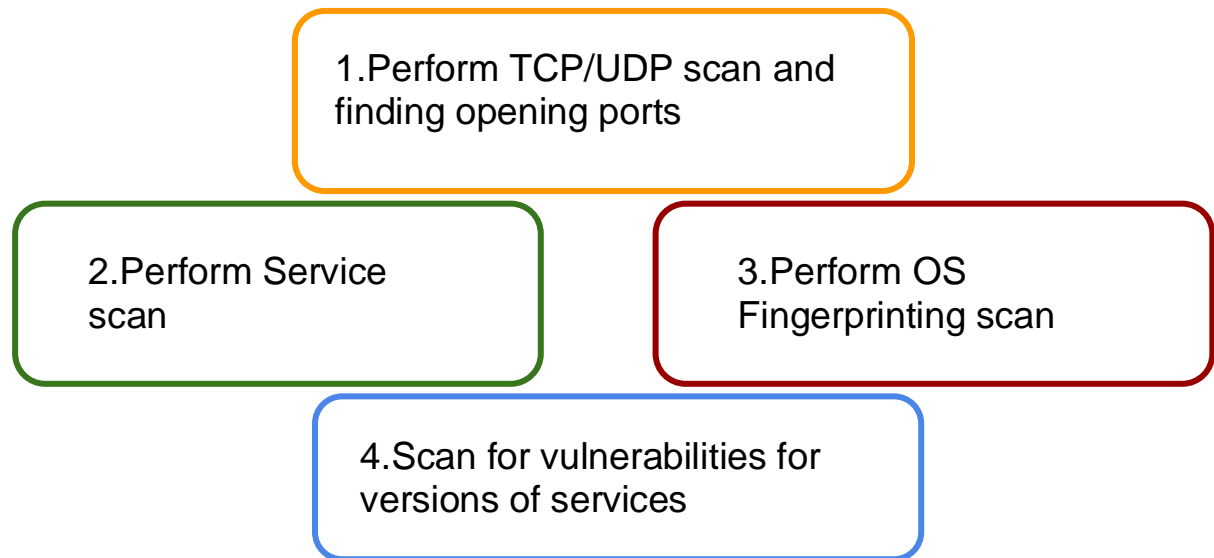 1.Perform TCP/UDP scan and
finding opening ports
2.Perform Service
scan
3.Perform OS
Fingerprinting scan
4.Scan for vulnerabilities for
versions of services